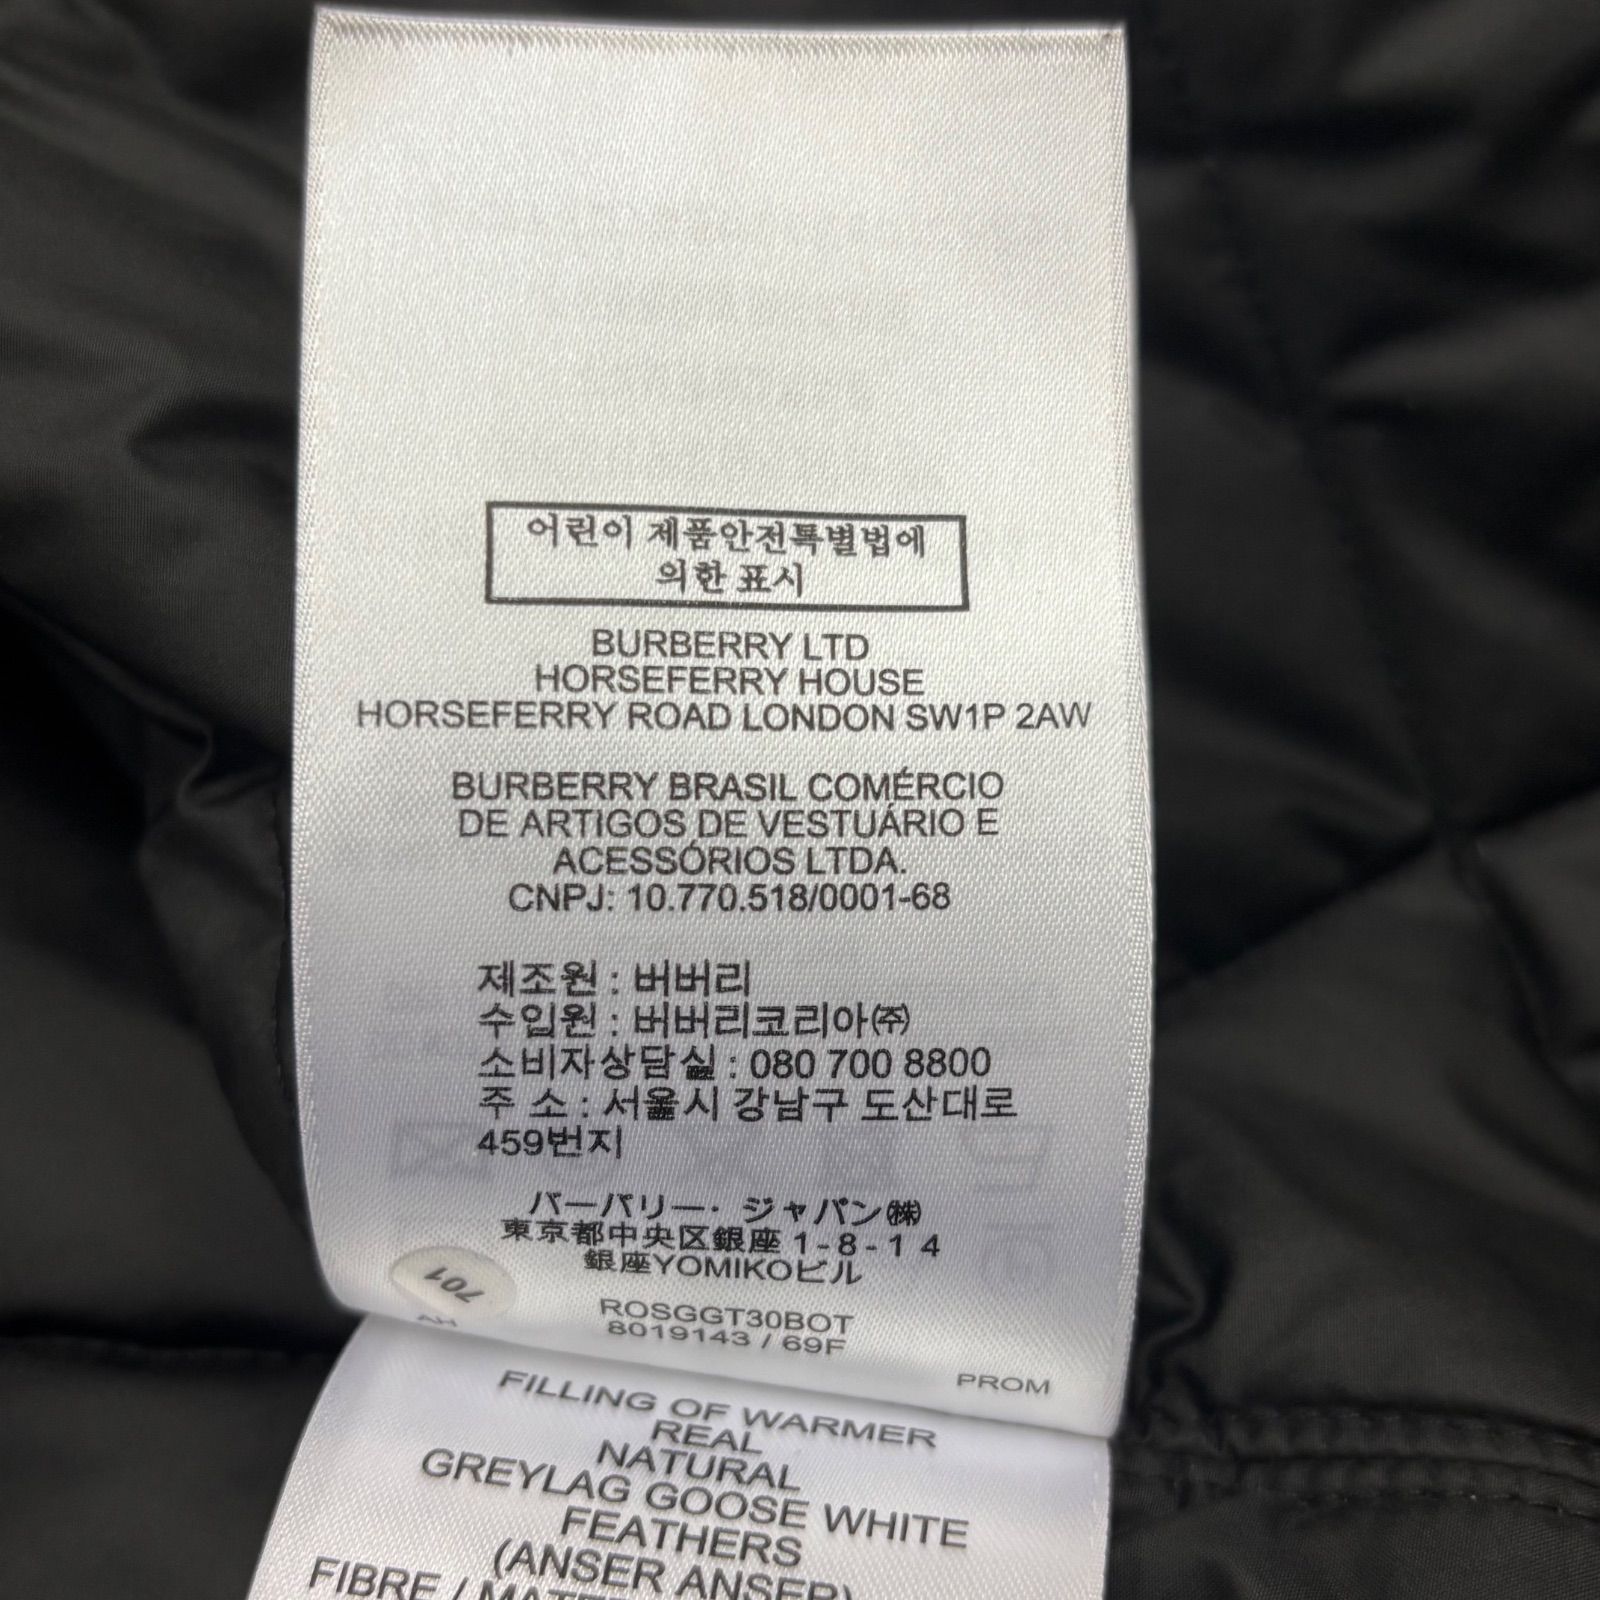 어린이 제품안전특별법에
의한 표시
BURBERRY LTD
HORSEFERRY HOUSE
HORSEFERRY ROAD LONDON SW1P 2AW
BURBERRY BRASIL COMÉRCIO
DE ARTIGOS DE VESTUÁRIO E
ACESSÓRIOS LTDA.
CNPJ: 10.770.518/0001-68
제조원 : 버버리
수입원 : 버버리코리아㈜
소비자상담실 : 080 700 8800
주 소 : 서울시 강남구 도산대로
459번지
バーバリー・ジャパン㈱
東京都中央区銀座 1-8-14
銀座YOMIKOビル
701
AH
ROSGGT30BOT
8019143 / 69F
PROM
FILLING OF WARMER
REAL
NATURAL
GREYLAG GOOSE WHITE
FEATHERS
(ANSER ANSER)
FIBRE /